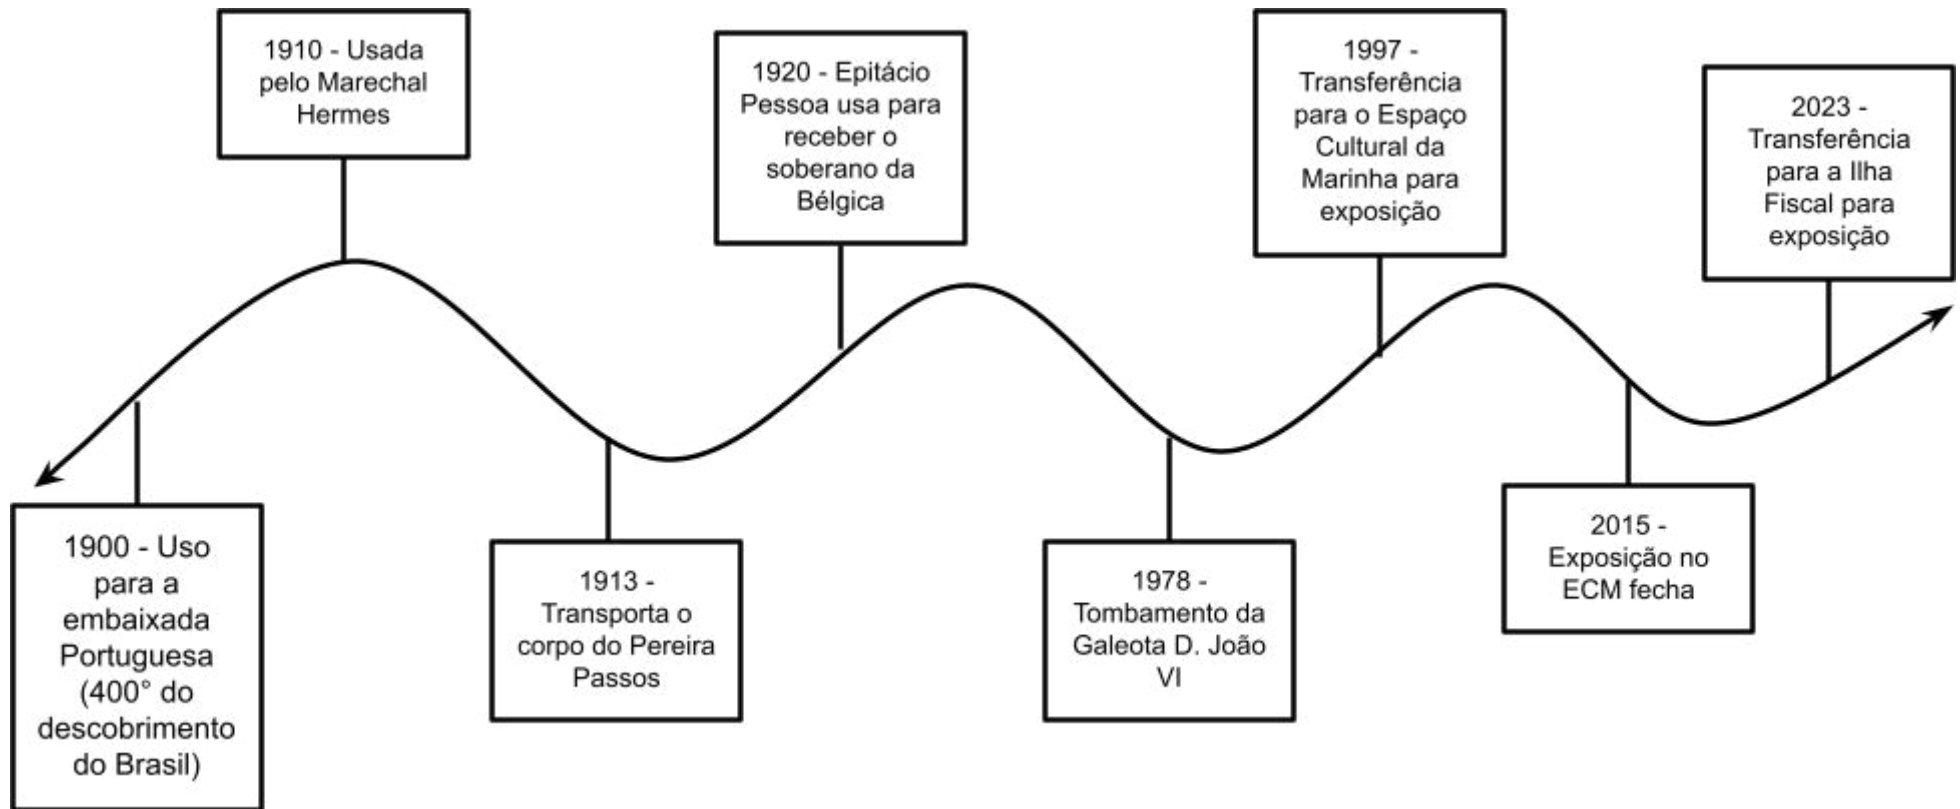 1900 - Uso
para a
embaixada
Portuguesa
(400° do
descobrimento
do Brasil)
1910 - Usada
pelo Marechal
Hermes
1913 -
Transporta o
corpo do Pereira
Passos
1920 - Epitácio
Pessoa usa para
receber o
soberano da
Bélgica
1978 -
Tombamento da
Galeota D. João
VI
1997 -
Transferência
para o Espaço
Cultural da
Marinha para
exposição
2015 -
Exposição no
ECM fecha
2023 -
Transferência
para a Ilha
Fiscal para
exposição